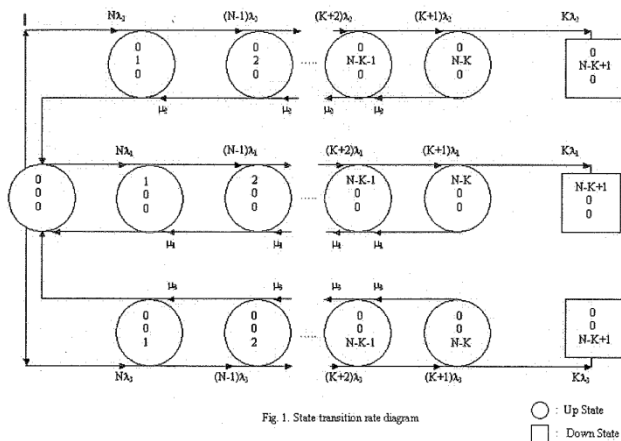 Nλ₂ (N-1)λ₂ (K+2)λ₂ (K+1)λ₂ Kλ₂
0 0 0 0 0
1 2 ..... N-K-1 N-K N-K+1
0 0 0 0 0
μ₂ μ₂ μ₂ μ₂
Nλ₁ (N-1)λ₁ (K+2)λ₁ (K+1)λ₁ Kλ₁
0 1 2 N-K-1 N-K N-K+1
0 0 0 ..... 0 0 0
0 0 0 0 0 0
μ₁ μ₁ μ₁ μ₁
μ₃ μ₃ μ₃ μ₃
0 0 0 0 0
0 0 ..... 0 0 0
1 2 N-K-1 N-K N-K+1
Nλ₃ (N-1)λ₃ (K+2)λ₃ (K+1)λ₃ Kλ₃
Fig. 1. State transition rate diagram
: Up State
: Down State